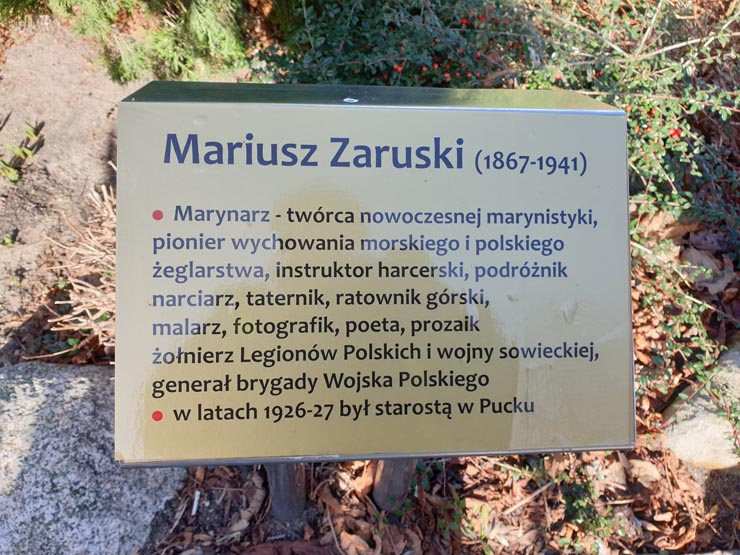 Mariusz Zaruski (1867-1941)
• Marynarz - twórca nowoczesnej marynistyki,
pionier wychowania morskiego i polskiego
żeglarstwa, instruktor harcerski, podróżnik
narciarz, taternik, ratownik górski,
malarz, fotografik, poeta, prozaik
żołnierz Legionów Polskich i wojny sowieckiej,
generał brygady Wojska Polskiego
• w latach 1926-27 był starostą w Pucku